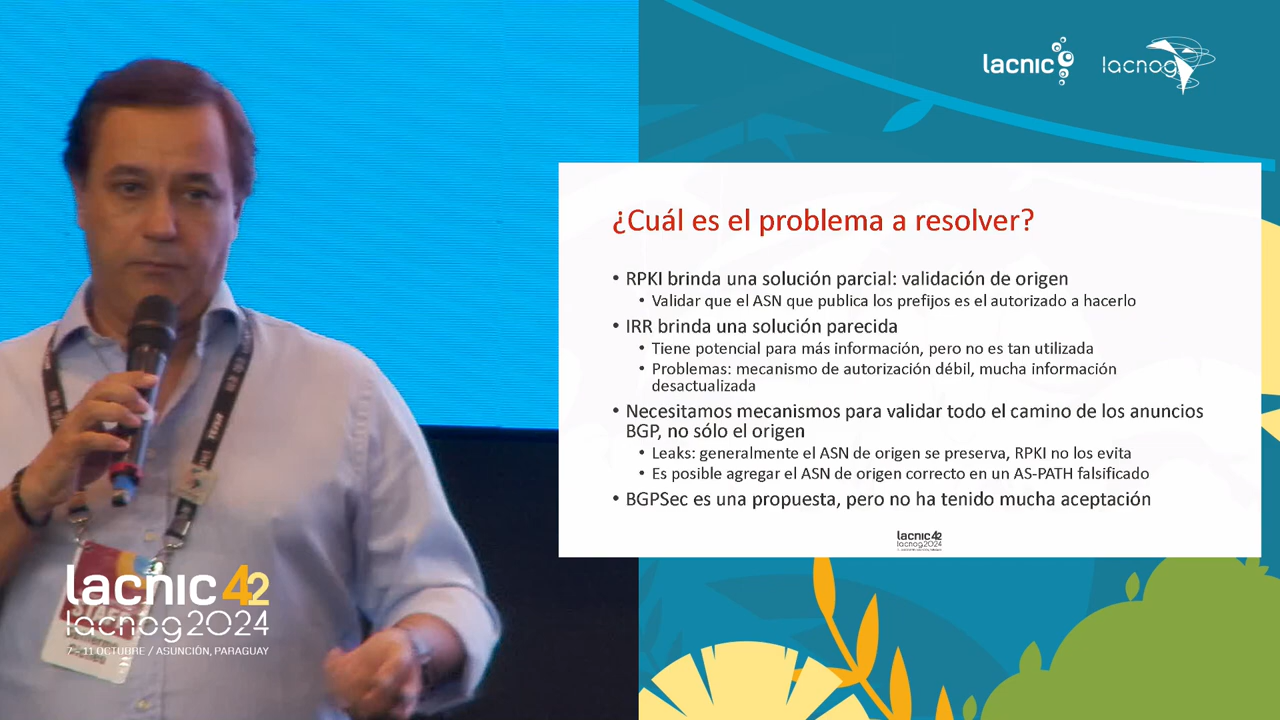 lacnic
lacnog
¿Cuál es el problema a resolver?
• RPKI brinda una solución parcial: validación de origen
• Validar que el ASN que publica los prefijos es el autorizado a hacerlo
• IRR brinda una solución parecida
• Tiene potencial para más información, pero no es tan utilizada
• Problemas: mecanismo de autorización débil, mucha información
desactualizada
• Necesitamos mecanismos para validar todo el camino de los anuncios
BGP, no sólo el origen
• Leaks: generalmente el ASN de origen se preserva, RPKI no los evita
• Es posible agregar el ASN de origen correcto en un AS-PATH falsificado
• BGPSec es una propuesta, pero no ha tenido mucha aceptación
lacnic 42
lacnog2024
lacnic 42
lacnog2024
7 - 11 OCTUBRE / ASUNCIÓN, PARAGUAY
STAFF